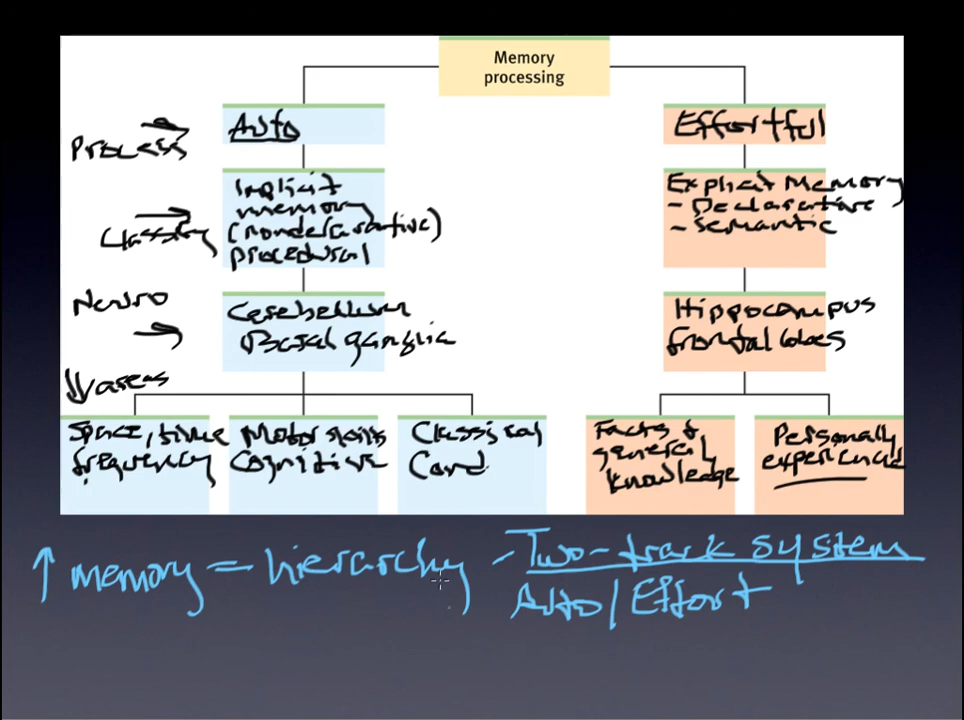 Memory
processing
Process
Auto
Effortful
Classify
Implicit
memory
(nondeclarative)
procedural
Explicit Memory
- Declarative
- Semantic
Neuro
Cerebellum
Basal ganglia
Hippocampus
frontal lobes
areas
Space, time
frequency
Motor skills
Cognitive
Classical
Cond
Facts &
general
knowledge
Personally
experienced
↑ memory = hierarchy
- Two-track system
Auto/Effort